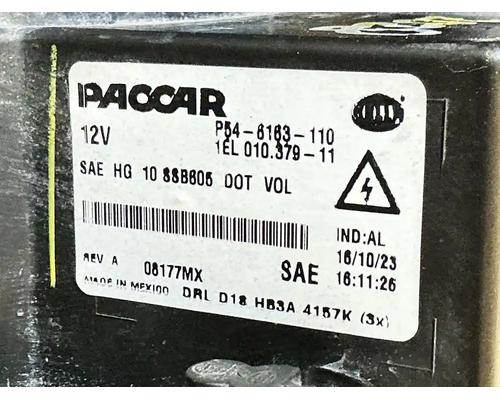 PACCAR
12V
P54-6163-110
1EL 010.379-11
SAE HG 10 SSB605 DOT VOL
IND:AL
16/10/23
REV A 08177MX SAE 16:11:26
MADE IN MEXICO DRL D18 HB3A 4157K (3x)